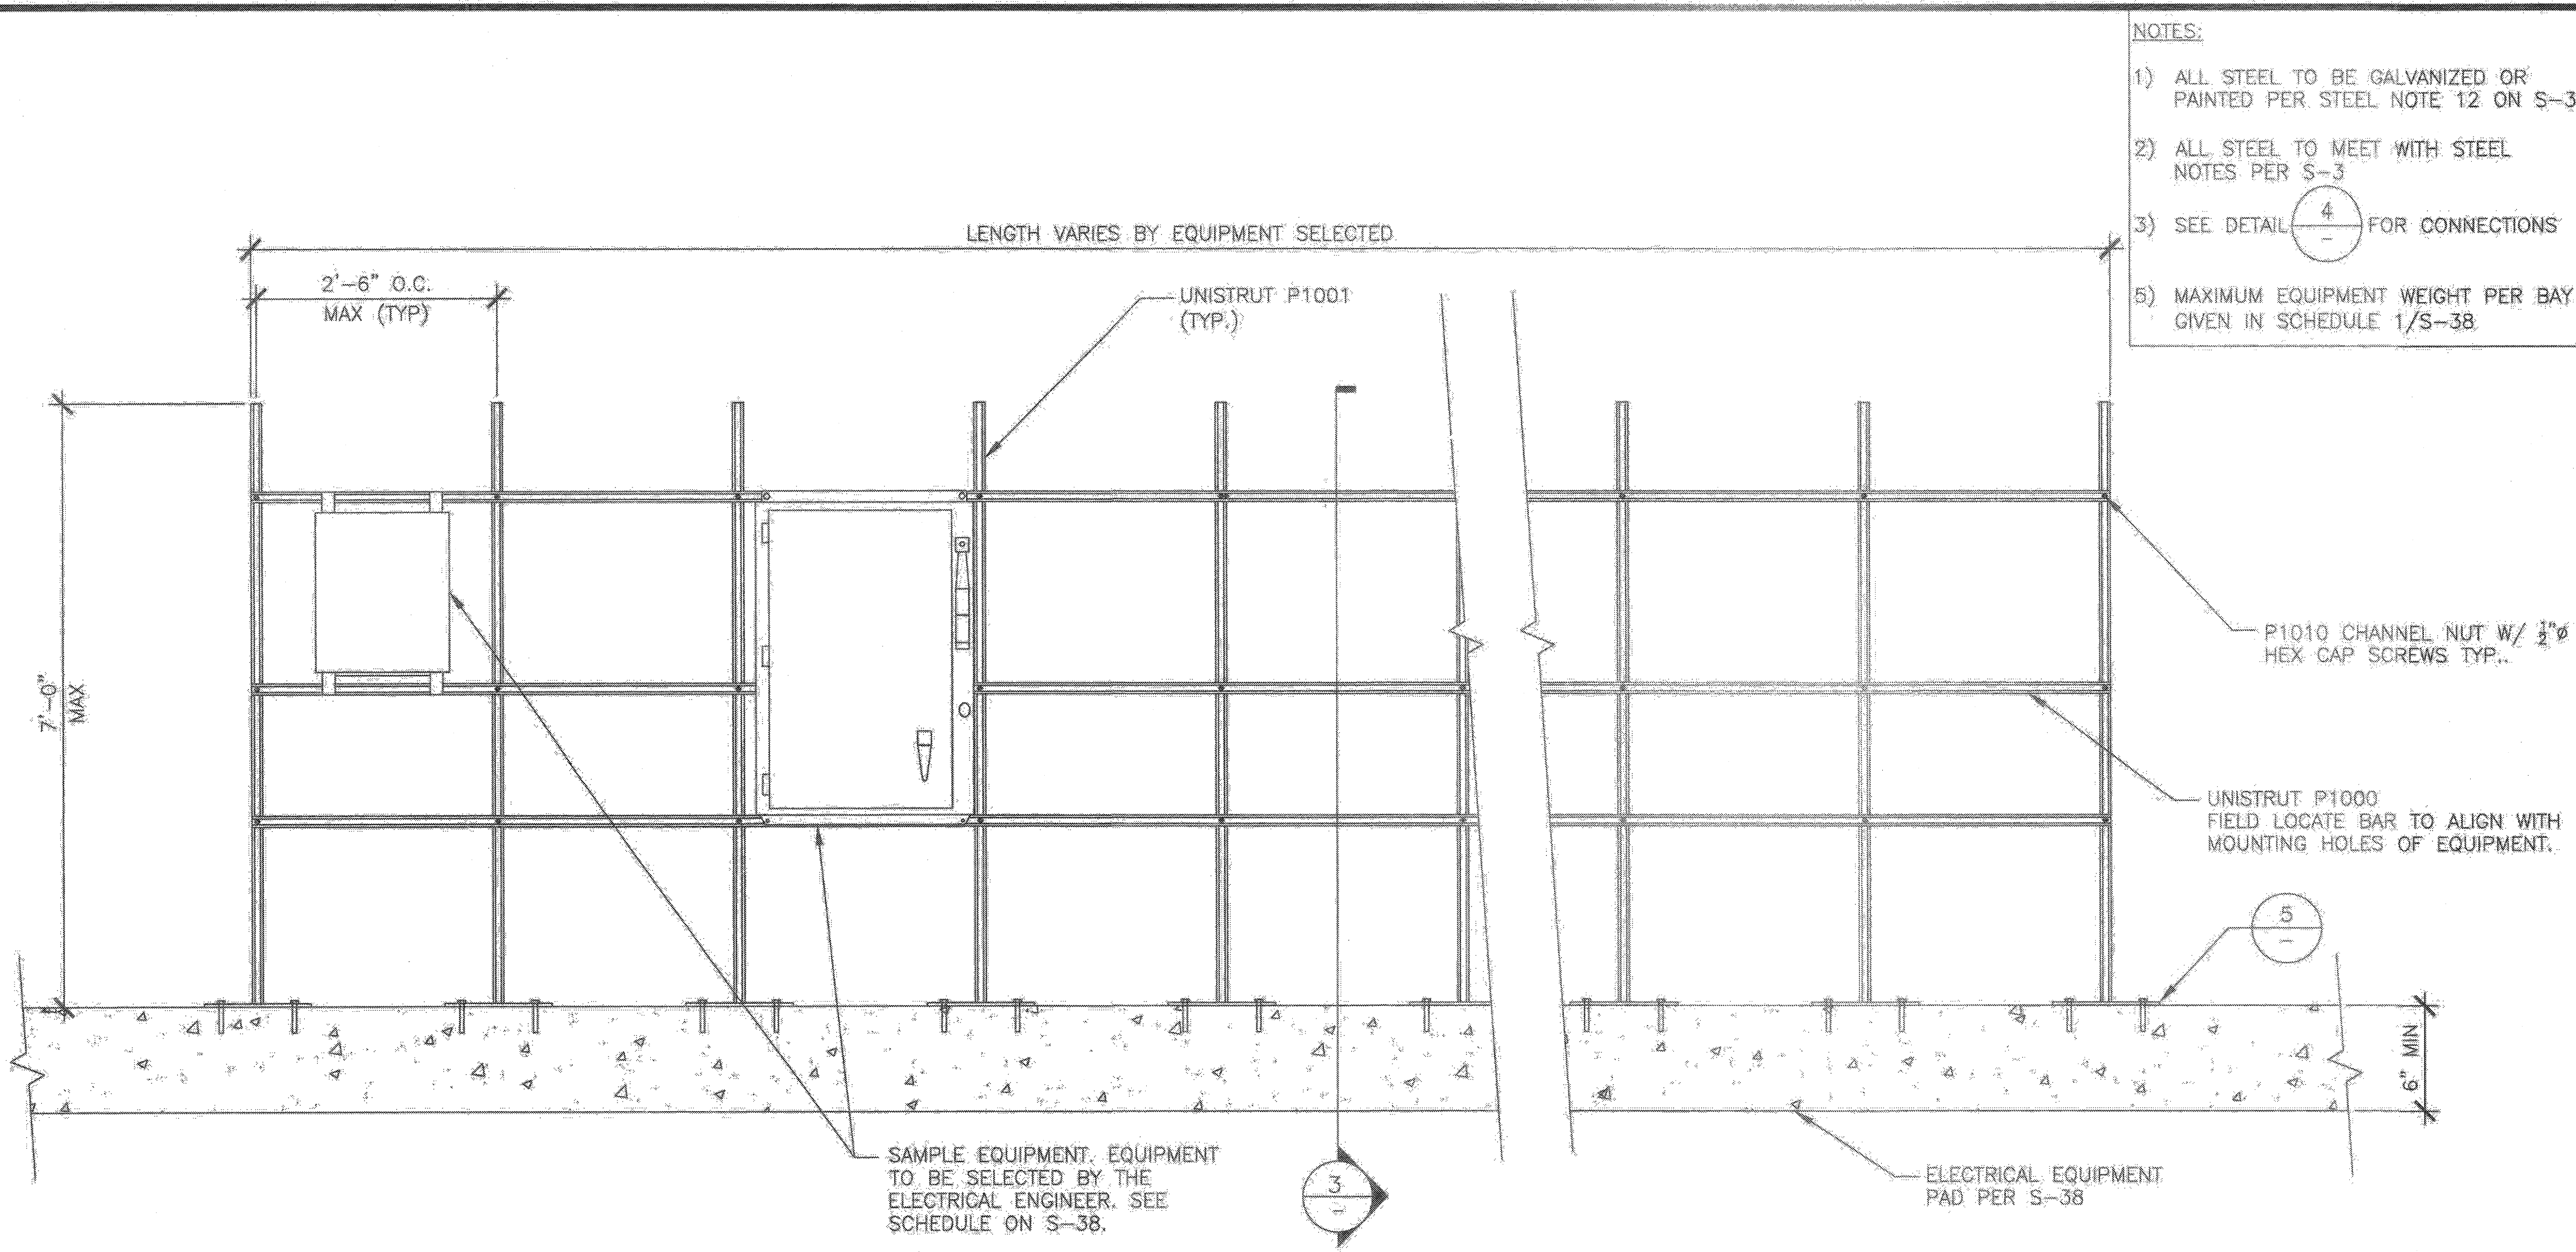 NOTES:
1) ALL STEEL TO BE GALVANIZED OR
PAINTED PER STEEL NOTE 12 ON S-3
2) ALL STEEL TO MEET WITH STEEL
NOTES PER S-3
3) SEE DETAIL 4 - FOR CONNECTIONS
5) MAXIMUM EQUIPMENT WEIGHT PER BAY
GIVEN IN SCHEDULE 1/S-38
LENGTH VARIES BY EQUIPMENT SELECTED
2'-6" O.C.
MAX (TYP)
UNISTRUT P1001
(TYP.)
7'-0"
MAX
P1010 CHANNEL NUT W/ 1/2"Ø
HEX CAP SCREWS TYP..
UNISTRUT P1000
FIELD LOCATE BAR TO ALIGN WITH
MOUNTING HOLES OF EQUIPMENT.
5
-
6" MIN
SAMPLE EQUIPMENT. EQUIPMENT
TO BE SELECTED BY THE
ELECTRICAL ENGINEER. SEE
SCHEDULE ON S-38.
3
-
ELECTRICAL EQUIPMENT
PAD PER S-38